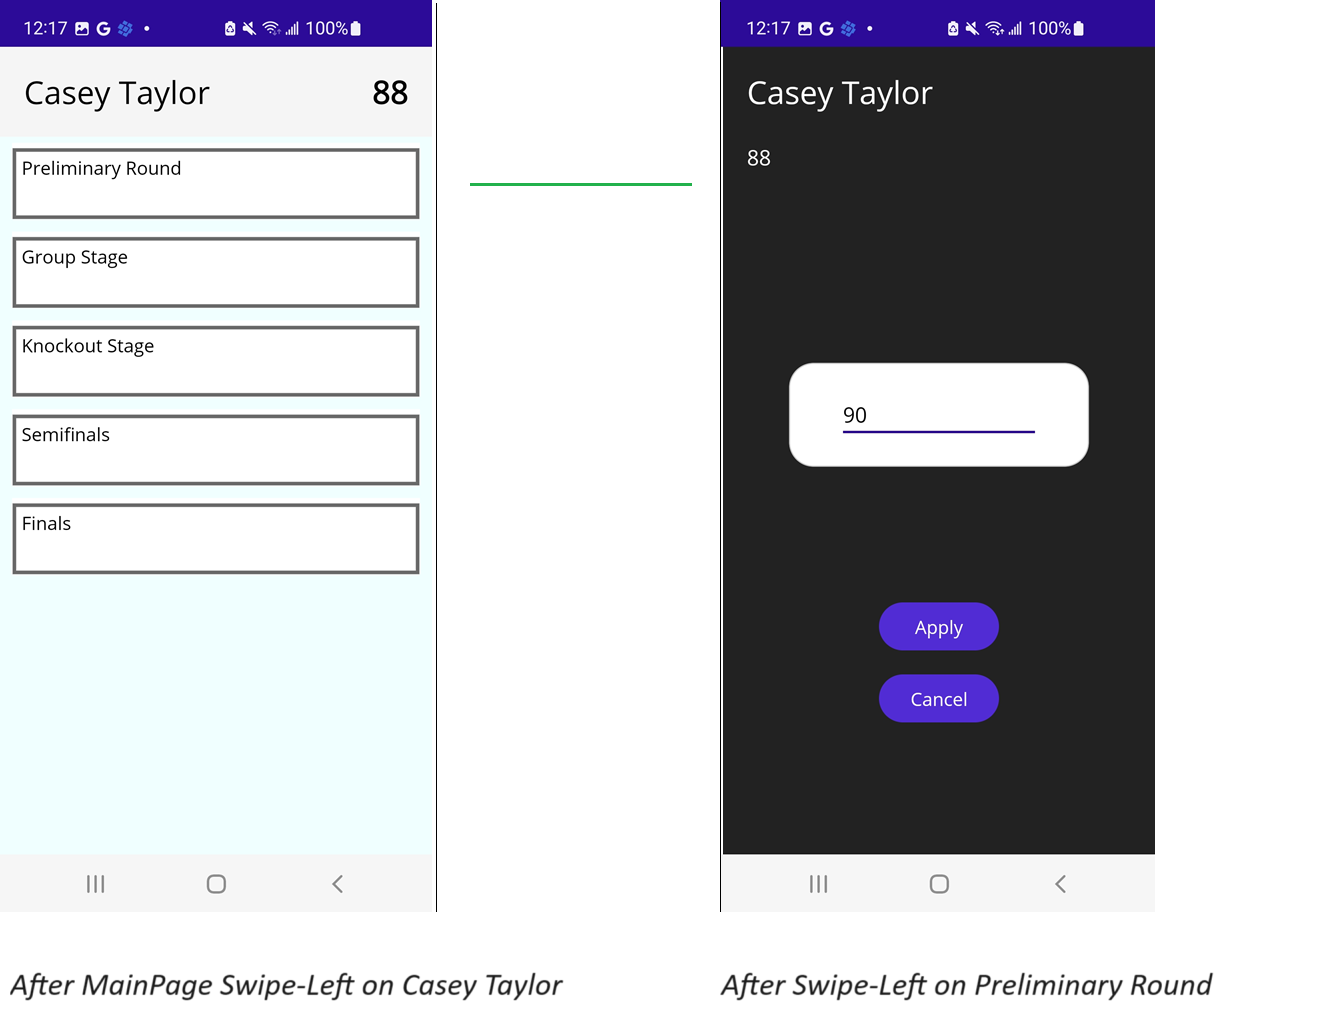 12:17 G 100%
Casey Taylor 88
Preliminary Round
Group Stage
Knockout Stage
Semifinals
Finals
After MainPage Swipe-Left on Casey Taylor
12:17 G 100%
Casey Taylor
88
90
Apply
Cancel
After Swipe-Left on Preliminary Round